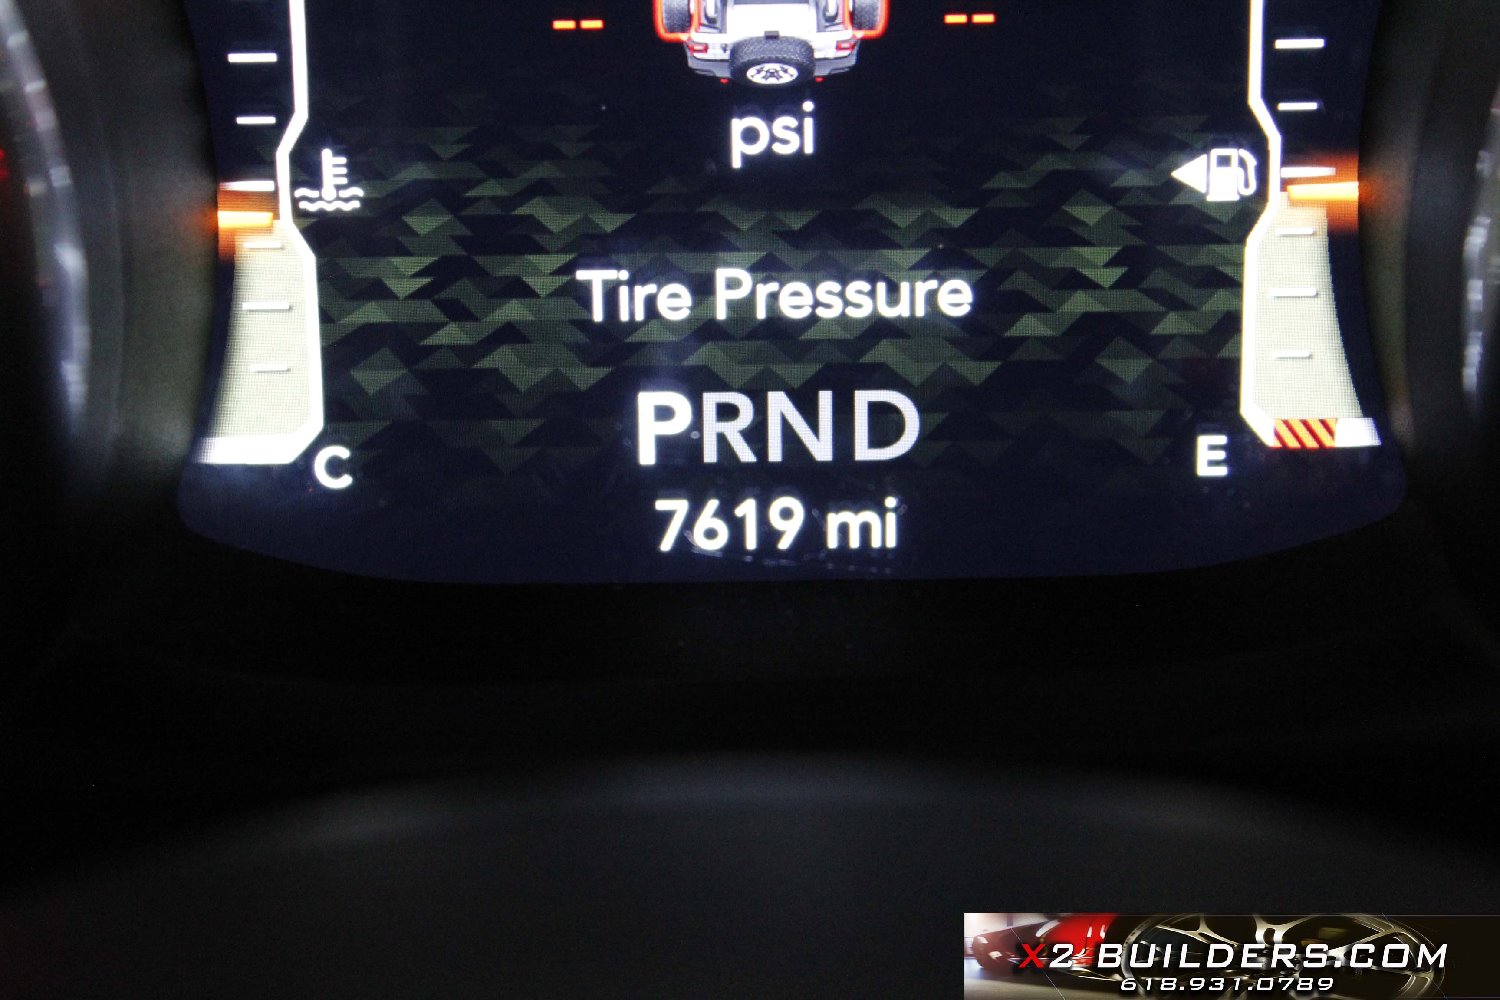 -- --
psi
Tire Pressure
PRND
7619 mi
C
E
X2-BUILDERS.COM
618.931.0789